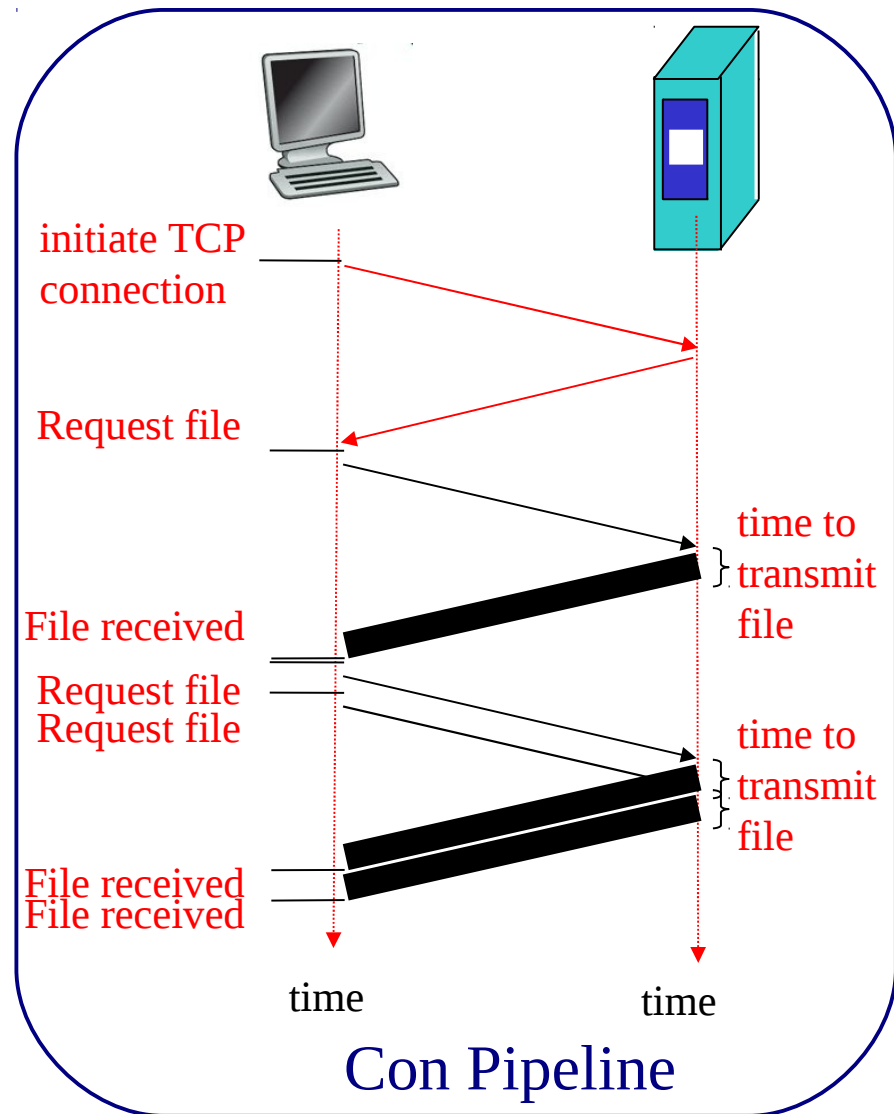 initiate TCP
connection
Request file
time to
transmit
file
File received
Request file
Request file
time to
transmit
file
File received
File received
time
time
Con Pipeline